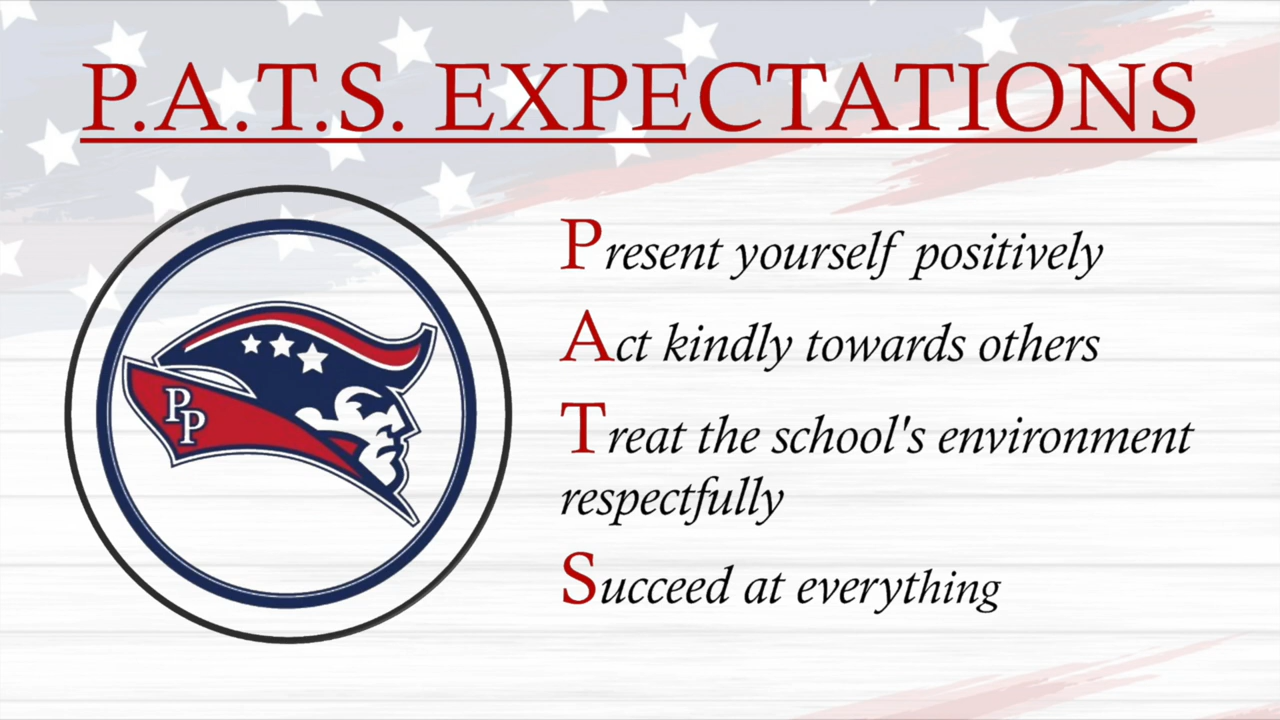 P.A.T.S. EXPECTATIONS
PP
Present yourself positively
Act kindly towards others
Treat the school's environment
respectfully
Succeed at everything